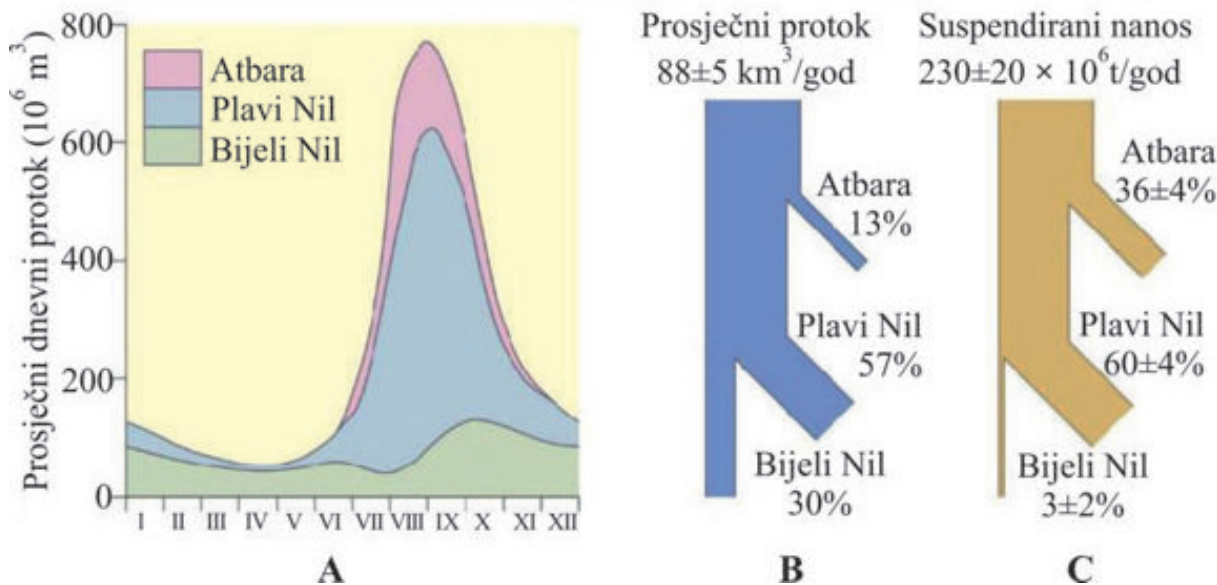 Prosječni dnevni protok (10⁶ m³)
800
600
400
200
0
Atbara
Plavi Nil
Bijeli Nil
I II III IV V VI VII VIII IX X XI XII
A
Prosječni protok
88±5 km³/god
Atbara
13%
Plavi Nil
57%
Bijeli Nil
30%
B
Suspendirani nanos
230±20 × 10⁶t/god
Atbara
36±4%
Plavi Nil
60±4%
Bijeli Nil
3±2%
C